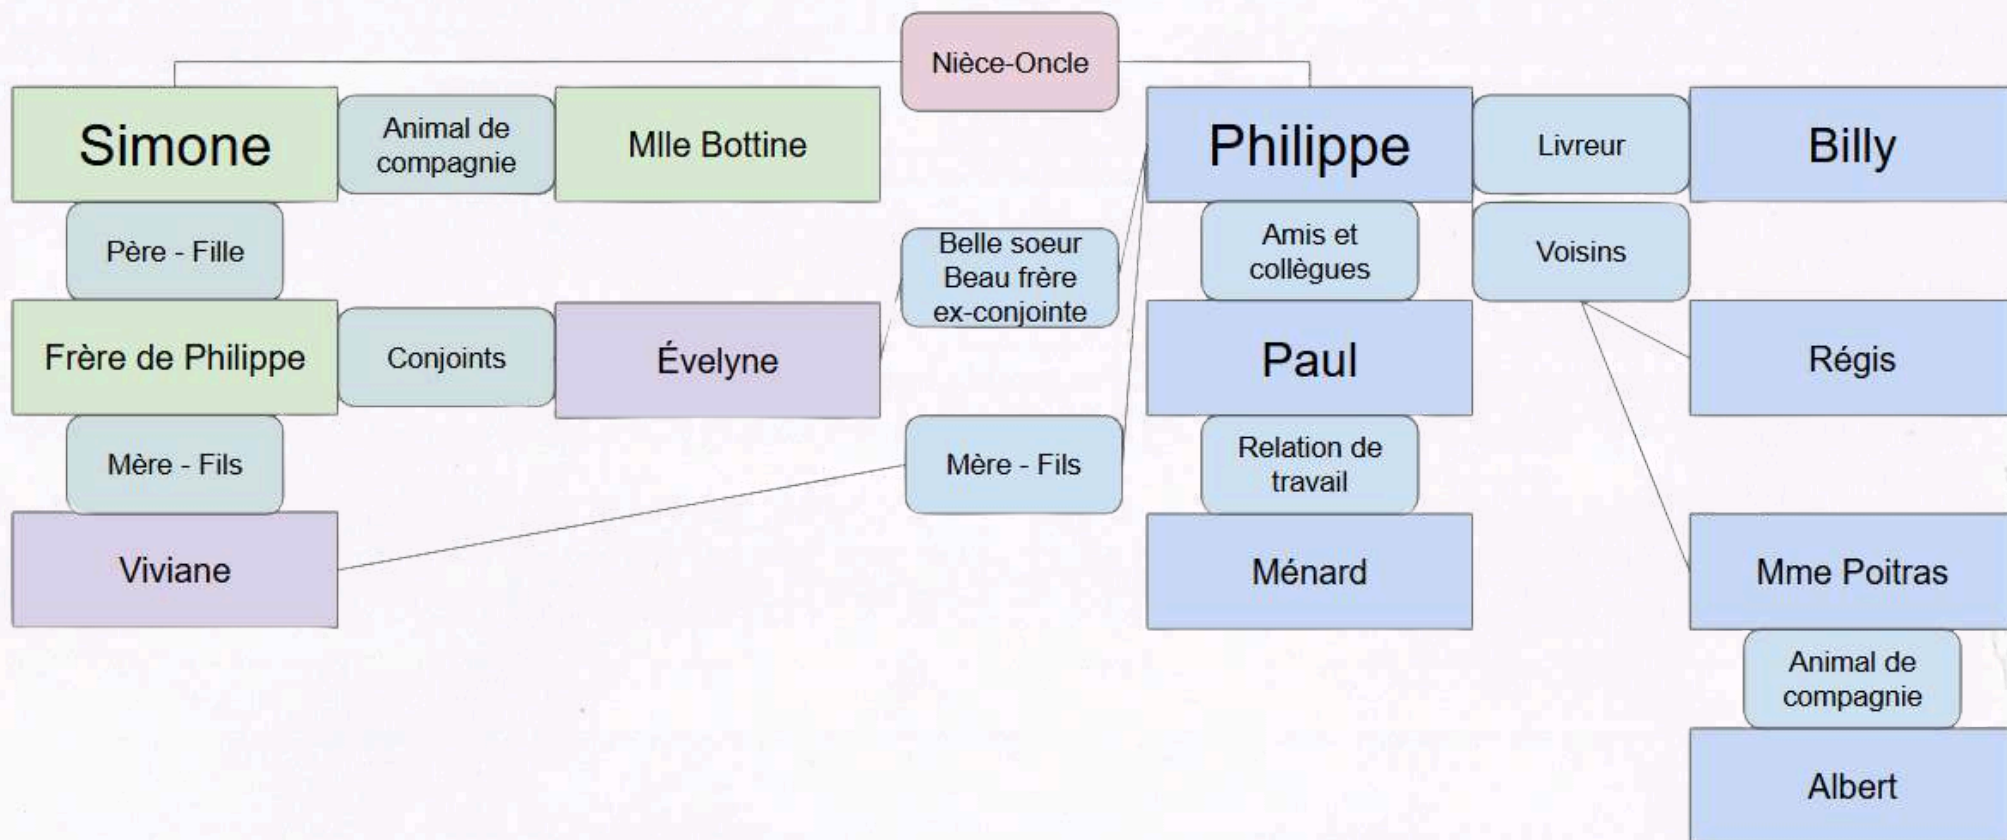 Nièce-Oncle
Simone
Animal de
compagnie
Mlle Bottine
Philippe
Livreur
Billy
Père - Fille
Belle soeur
Beau frère
ex-conjointe
Amis et
collègues
Voisins
Frère de Philippe
Conjoints
Évelyne
Paul
Régis
Mère - Fils
Mère - Fils
Relation de
travail
Viviane
Ménard
Mme Poitras
Animal de
compagnie
Albert